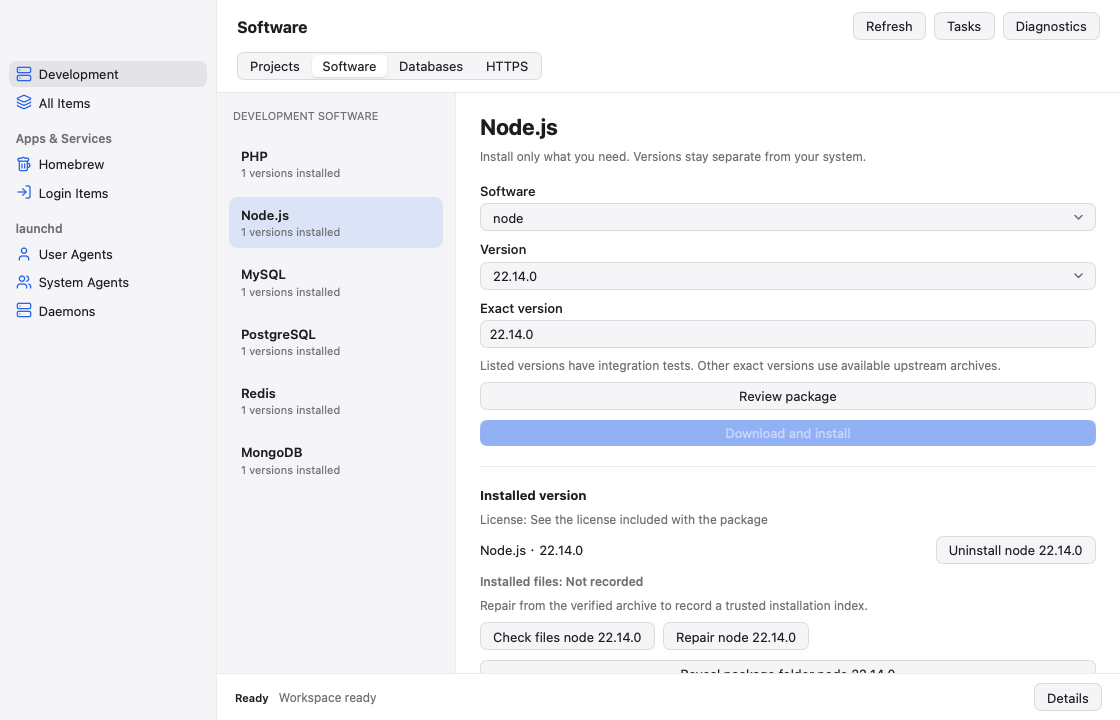 Software
Refresh
Tasks
Diagnostics
Projects
Software
Databases
HTTPS
Development
All Items
Apps & Services
Homebrew
Login Items
launchd
User Agents
System Agents
Daemons
DEVELOPMENT SOFTWARE
PHP
1 versions installed
Node.js
1 versions installed
MySQL
1 versions installed
PostgreSQL
1 versions installed
Redis
1 versions installed
MongoDB
1 versions installed
Node.js
Install only what you need. Versions stay separate from your system.
Software
node
Version
22.14.0
Exact version
22.14.0
Listed versions have integration tests. Other exact versions use available upstream archives.
Review package
Download and install
Installed version
License: See the license included with the package
Node.js · 22.14.0
Uninstall node 22.14.0
Installed files: Not recorded
Repair from the verified archive to record a trusted installation index.
Check files node 22.14.0
Repair node 22.14.0
Reveal package folder node 22.14.0
Ready
Workspace ready
Details